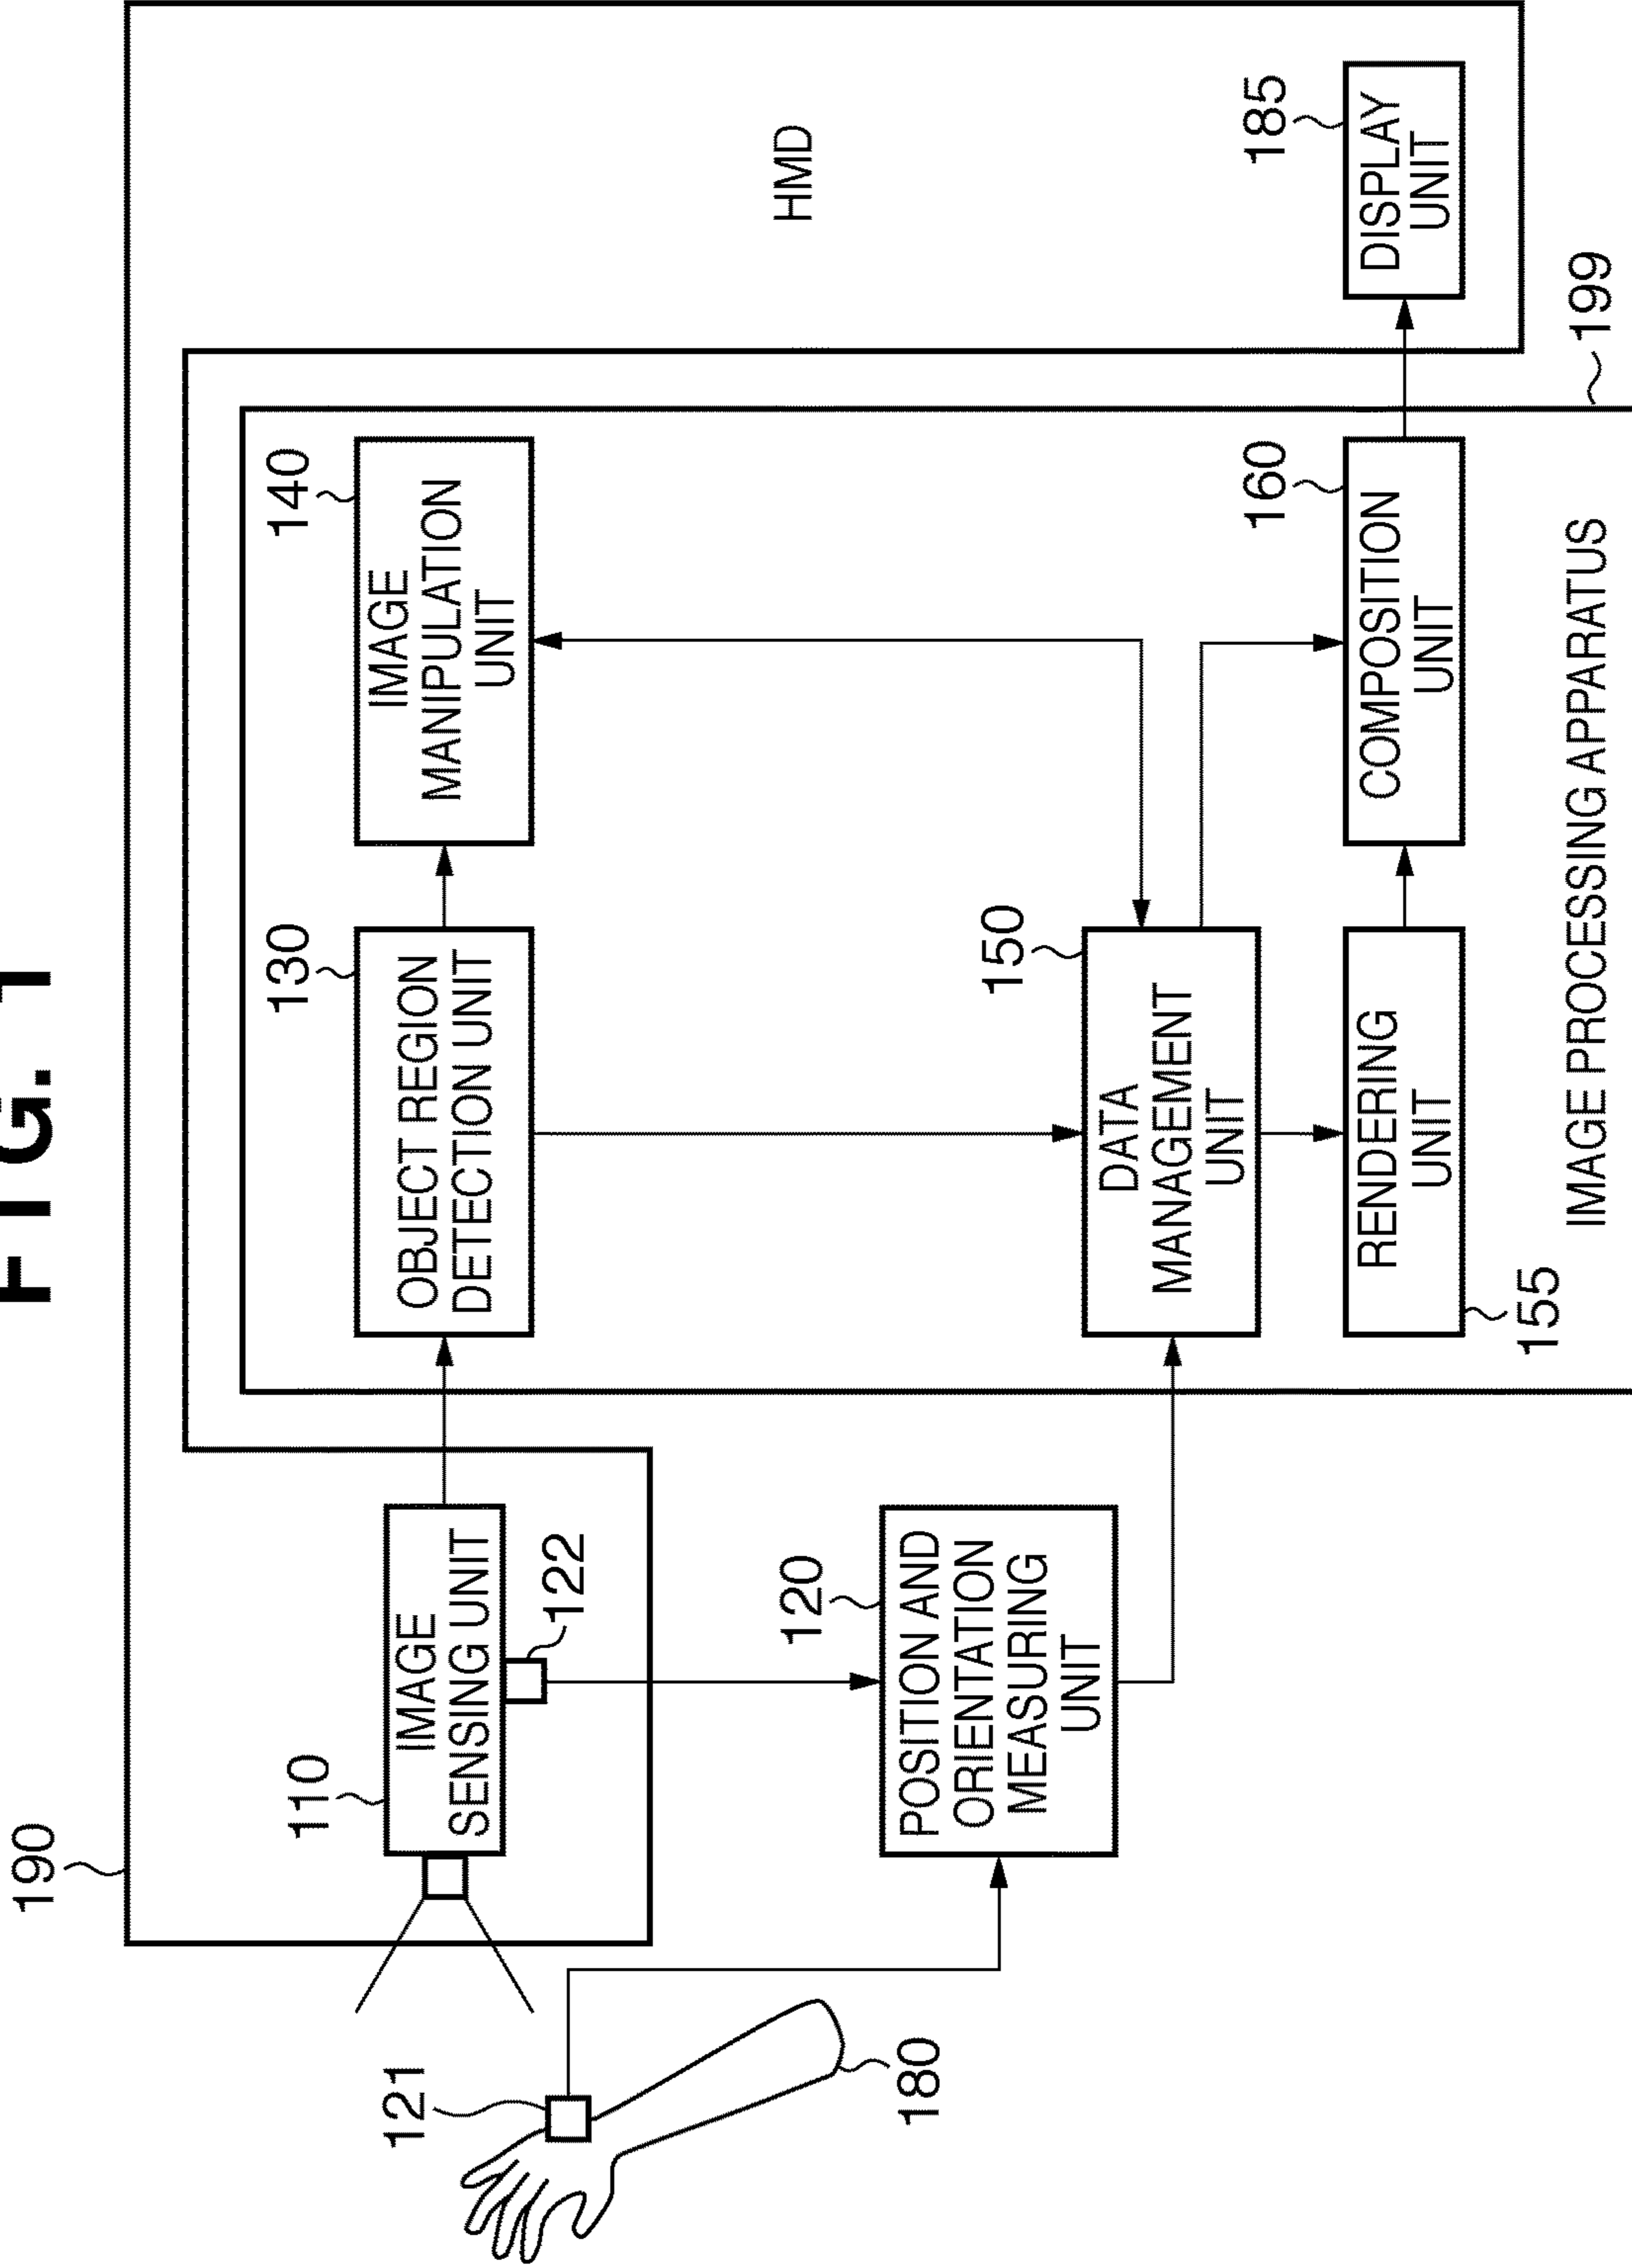 FIG. 1
190
110
IMAGE
SENSING UNIT
122
121
180
120
POSITION AND
ORIENTATION
MEASURING
UNIT
130
OBJECT REGION
DETECTION UNIT
140
IMAGE
MANIPULATION
UNIT
150
DATA
MANAGEMENT
UNIT
155
RENDERING
UNIT
160
COMPOSITION
UNIT
IMAGE PROCESSING APPARATUS
199
HMD
185
DISPLAY
UNIT